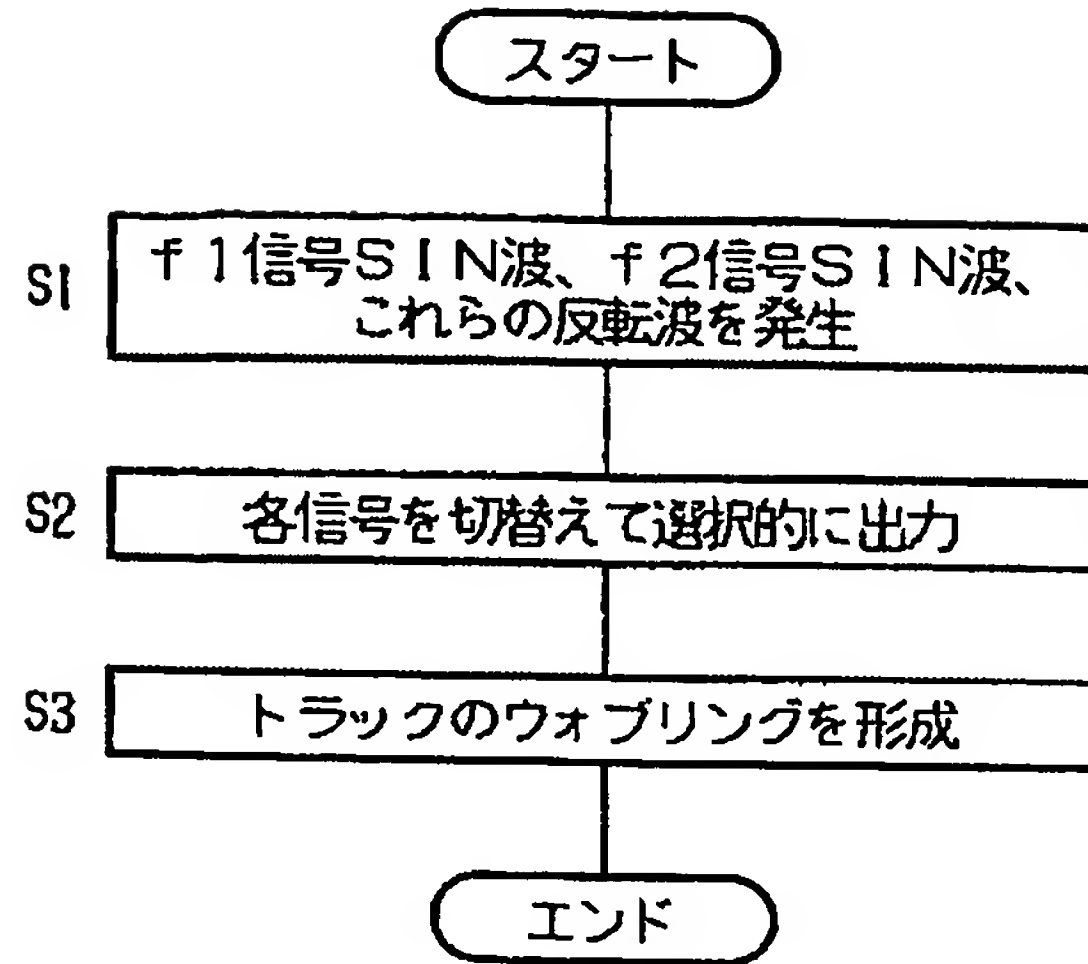 スタート
S1
f1信号SIN波、f2信号SIN波、
これらの反転波を発生
S2
各信号を切替えて選択的に出力
S3
トラックのウォブリングを形成
エンド